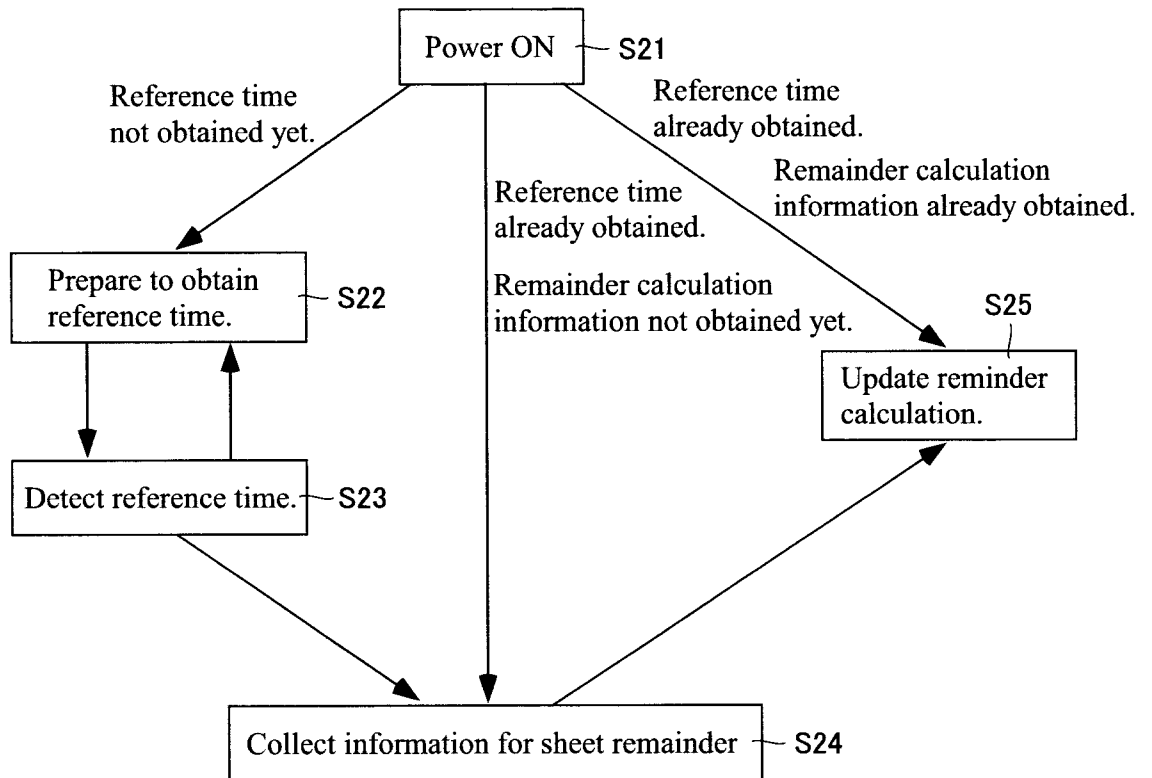 Power ON
S21
Reference time
not obtained yet.
Reference time
already obtained.
Remainder calculation
information already obtained.
Reference time
already obtained.
Remainder calculation
information not obtained yet.
Prepare to obtain
reference time.
S22
S25
Update reminder
calculation.
Detect reference time.
S23
Collect information for sheet remainder
S24